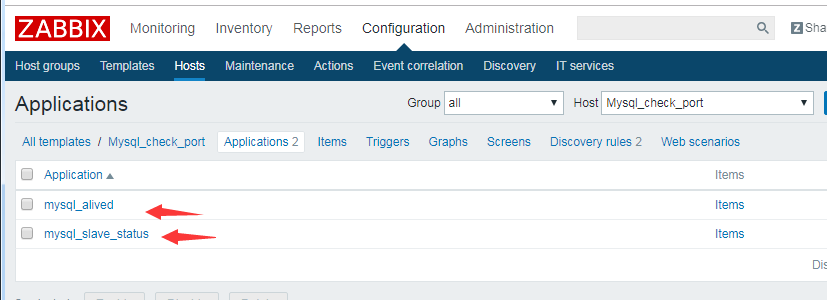 ZABBIX Monitoring Inventory Reports Configuration Administration Z Sha
Host groups Templates Hosts Maintenance Actions Event correlation Discovery IT services
Applications Group all Host Mysql_check_port
All templates / Mysql_check_port Applications 2 Items Triggers Graphs Screens Discovery rules 2 Web scenarios
Application Items
mysql_alived Items
mysql_slave_status Items
Dis